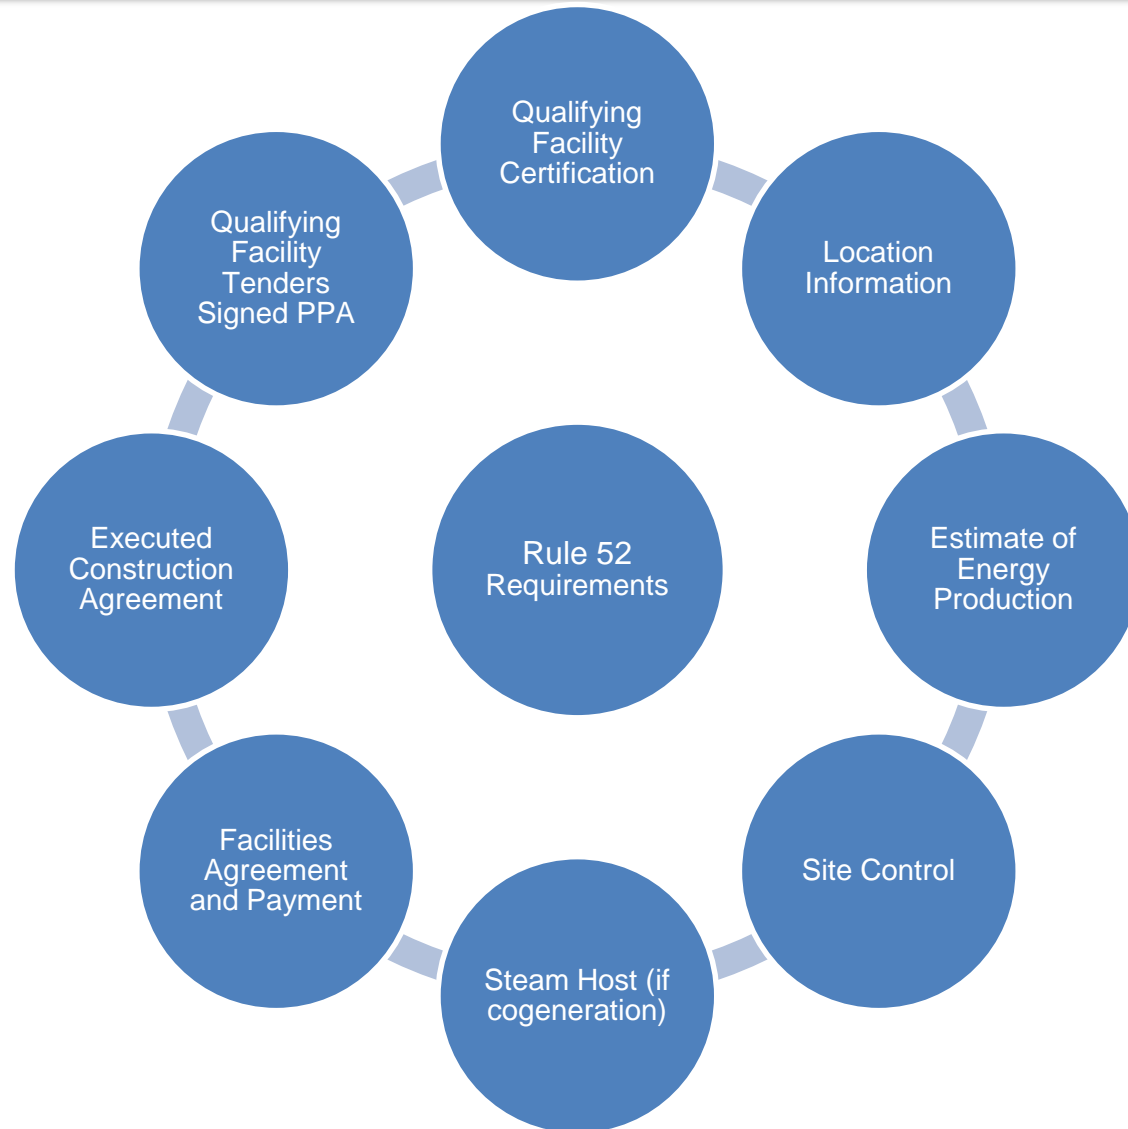 Qualifying
Facility
Certification
Location
Information
Estimate of
Energy
Production
Site Control
Steam Host (if
cogeneration)
Facilities
Agreement
and Payment
Executed
Construction
Agreement
Qualifying
Facility
Tenders
Signed PPA
Rule 52
Requirements